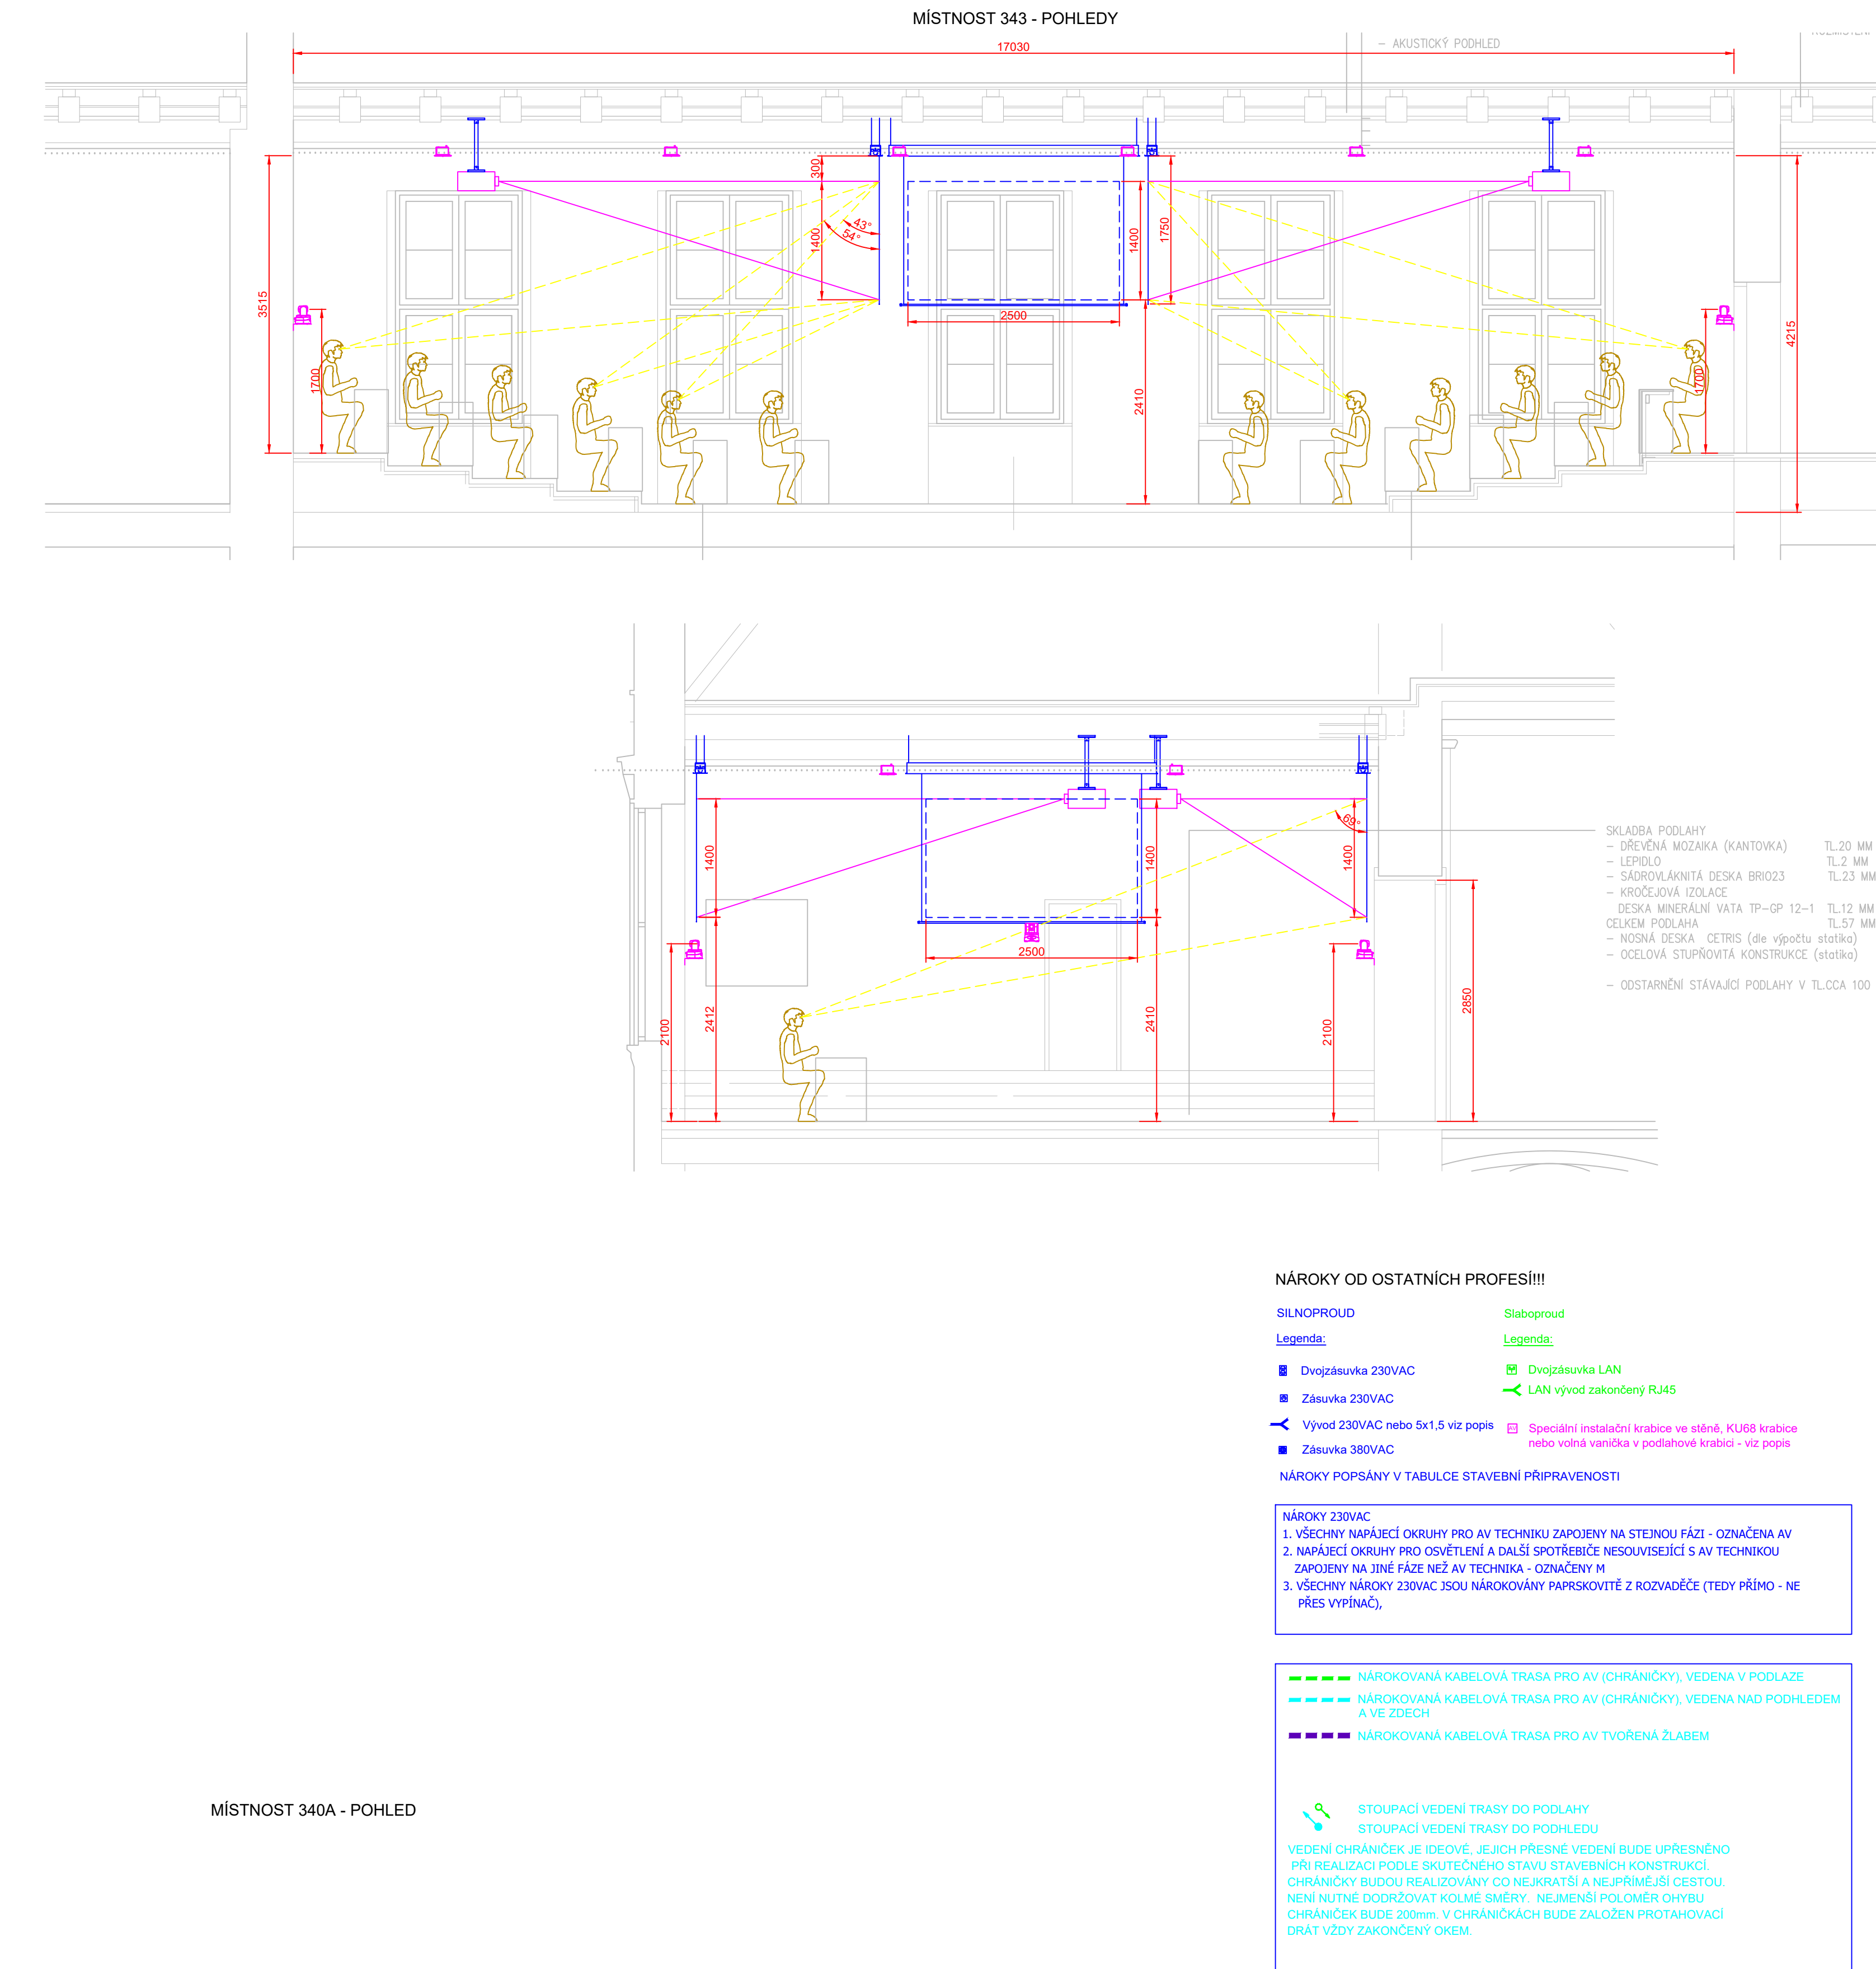 MÍSTNOST 343 - POHLEDY
17030
- AKUSTICKÝ PODHLED
300
43°
54°
1400
1400
1750
3515
2500
4215
1700
1700
2410
69°
1400
1400
1400
SKLADBA PODLAHY
- DŘEVĚNÁ MOZAIKA (KANTOVKA) TL.20 MM
- LEPIDLO TL.2 MM
- SÁDROVLÁKNITÁ DESKA BRIO23 TL.23 MM
- KROČEJOVÁ IZOLACE
DESKA MINERÁLNÍ VATA TP-GP 12-1 TL.12 MM
CELKEM PODLAHA TL.57 MM
- NOSNÁ DESKA CETRIS (dle výpočtu statika)
- OCELOVÁ STUPŇOVITÁ KONSTRUKCE (statika)
- ODSTARNĚNÍ STÁVAJÍCÍ PODLAHY V TL.CCA 100
2500
2100
2412
2410
2100
2850
NÁROKY OD OSTATNÍCH PROFESÍ!!!
SILNOPROUD
Legenda:
Dvojzásuvka 230VAC
Zásuvka 230VAC
Vývod 230VAC nebo 5x1,5 viz popis
Zásuvka 380VAC
Slaboproud
Legenda:
Dvojzásuvka LAN
LAN vývod zakončený RJ45
Speciální instalační krabice ve stěně, KU68 krabice
nebo volná vanička v podlahové krabici - viz popis
NÁROKY POPSÁNY V TABULCE STAVEBNÍ PŘIPRAVENOSTI
NÁROKY 230VAC
1. VŠECHNY NAPÁJECÍ OKRUHY PRO AV TECHNIKU ZAPOJENY NA STEJNOU FÁZI - OZNAČENA AV
2. NAPÁJECÍ OKRUHY PRO OSVĚTLENÍ A DALŠÍ SPOTŘEBIČE NESOUVISEJÍCÍ S AV TECHNIKOU
ZAPOJENY NA JINÉ FÁZE NEŽ AV TECHNIKA - OZNAČENY M
3. VŠECHNY NÁROKY 230VAC JSOU NÁROKOVÁNY PAPRSKOVITĚ Z ROZVADĚČE (TEDY PŘÍMO - NE
PŘES VYPÍNAČ),
NÁROKOVANÁ KABELOVÁ TRASA PRO AV (CHRÁNIČKY), VEDENA V PODLAZE
NÁROKOVANÁ KABELOVÁ TRASA PRO AV (CHRÁNIČKY), VEDENA NAD PODHLEDEM
A VE ZDECH
NÁROKOVANÁ KABELOVÁ TRASA PRO AV TVOŘENÁ ŽLABEM
STOUPACÍ VEDENÍ TRASY DO PODLAHY
STOUPACÍ VEDENÍ TRASY DO PODHLEDU
VEDENÍ CHRÁNIČEK JE IDEOVÉ, JEJICH PŘESNÉ VEDENÍ BUDE UPŘESNĚNO
PŘI REALIZACI PODLE SKUTEČNÉHO STAVU STAVEBNÍCH KONSTRUKCÍ.
CHRÁNIČKY BUDOU REALIZOVÁNY CO NEJKRATŠÍ A NEJPŘÍMĚJŠÍ CESTOU.
NENÍ NUTNÉ DODRŽOVAT KOLMÉ SMĚRY. NEJMENŠÍ POLOMĚR OHYBU
CHRÁNIČEK BUDE 200mm. V CHRÁNIČKÁCH BUDE ZALOŽEN PROTAHOVACÍ
DRÁT VŽDY ZAKONČENÝ OKEM.
MÍSTNOST 340A - POHLED